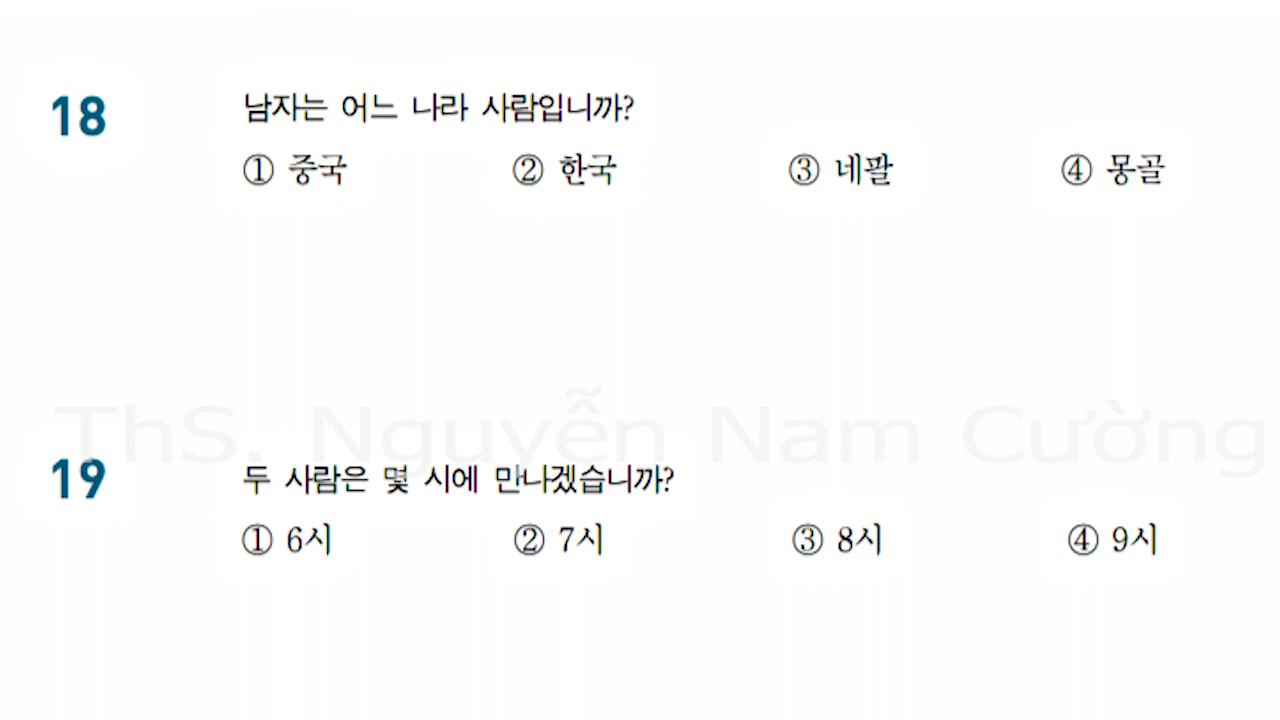 18 남자는 어느 나라 사람입니까?
① 중국 ② 한국 ③ 네팔 ④ 몽골
ThS. Nguyễn Nam Cường
19 두 사람은 몇 시에 만나겠습니까?
① 6시 ② 7시 ③ 8시 ④ 9시